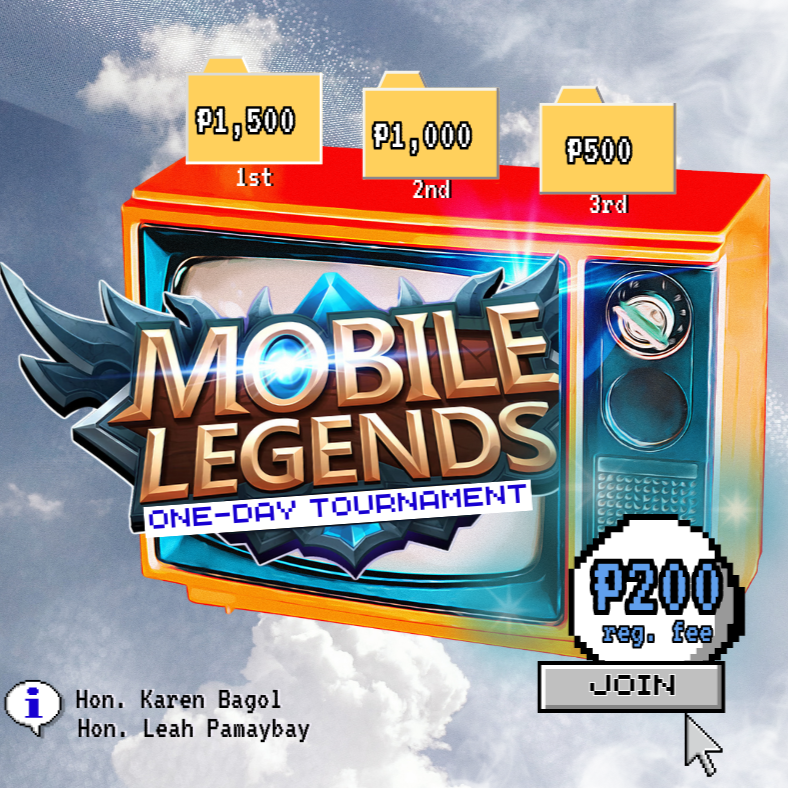 ₱1,500
1st
₱1,000
2nd
₱500
3rd
MOBILE
LEGENDS
ONE-DAY TOURNAMENT
₱200
reg. fee
JOIN
i
Hon. Karen Bagol
Hon. Leah Pamaybay